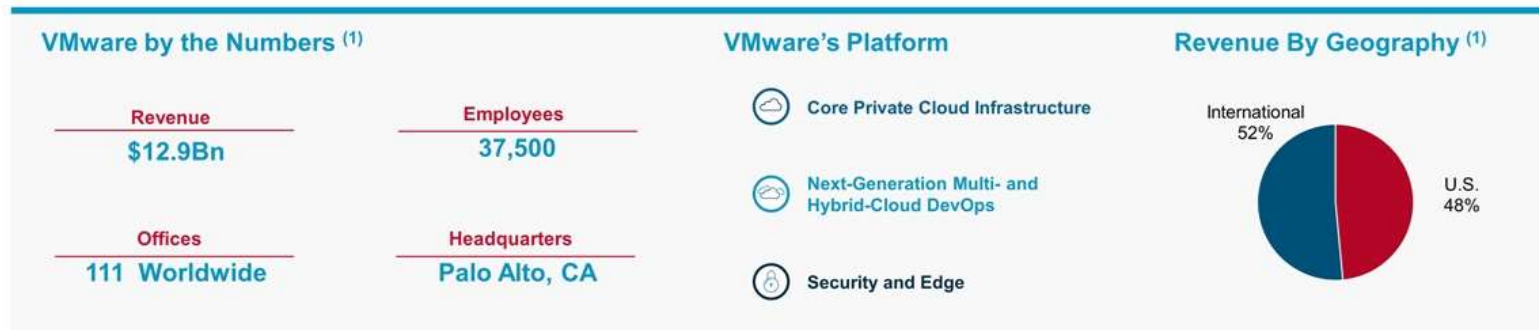 VMware by the Numbers (1)
Revenue
$12.9Bn
Employees
37,500
Offices
111 Worldwide
Headquarters
Palo Alto, CA
VMware's Platform
Core Private Cloud Infrastructure
Next-Generation Multi- and
Hybrid-Cloud DevOps
Security and Edge
Revenue By Geography (1)
International
52%
U.S.
48%